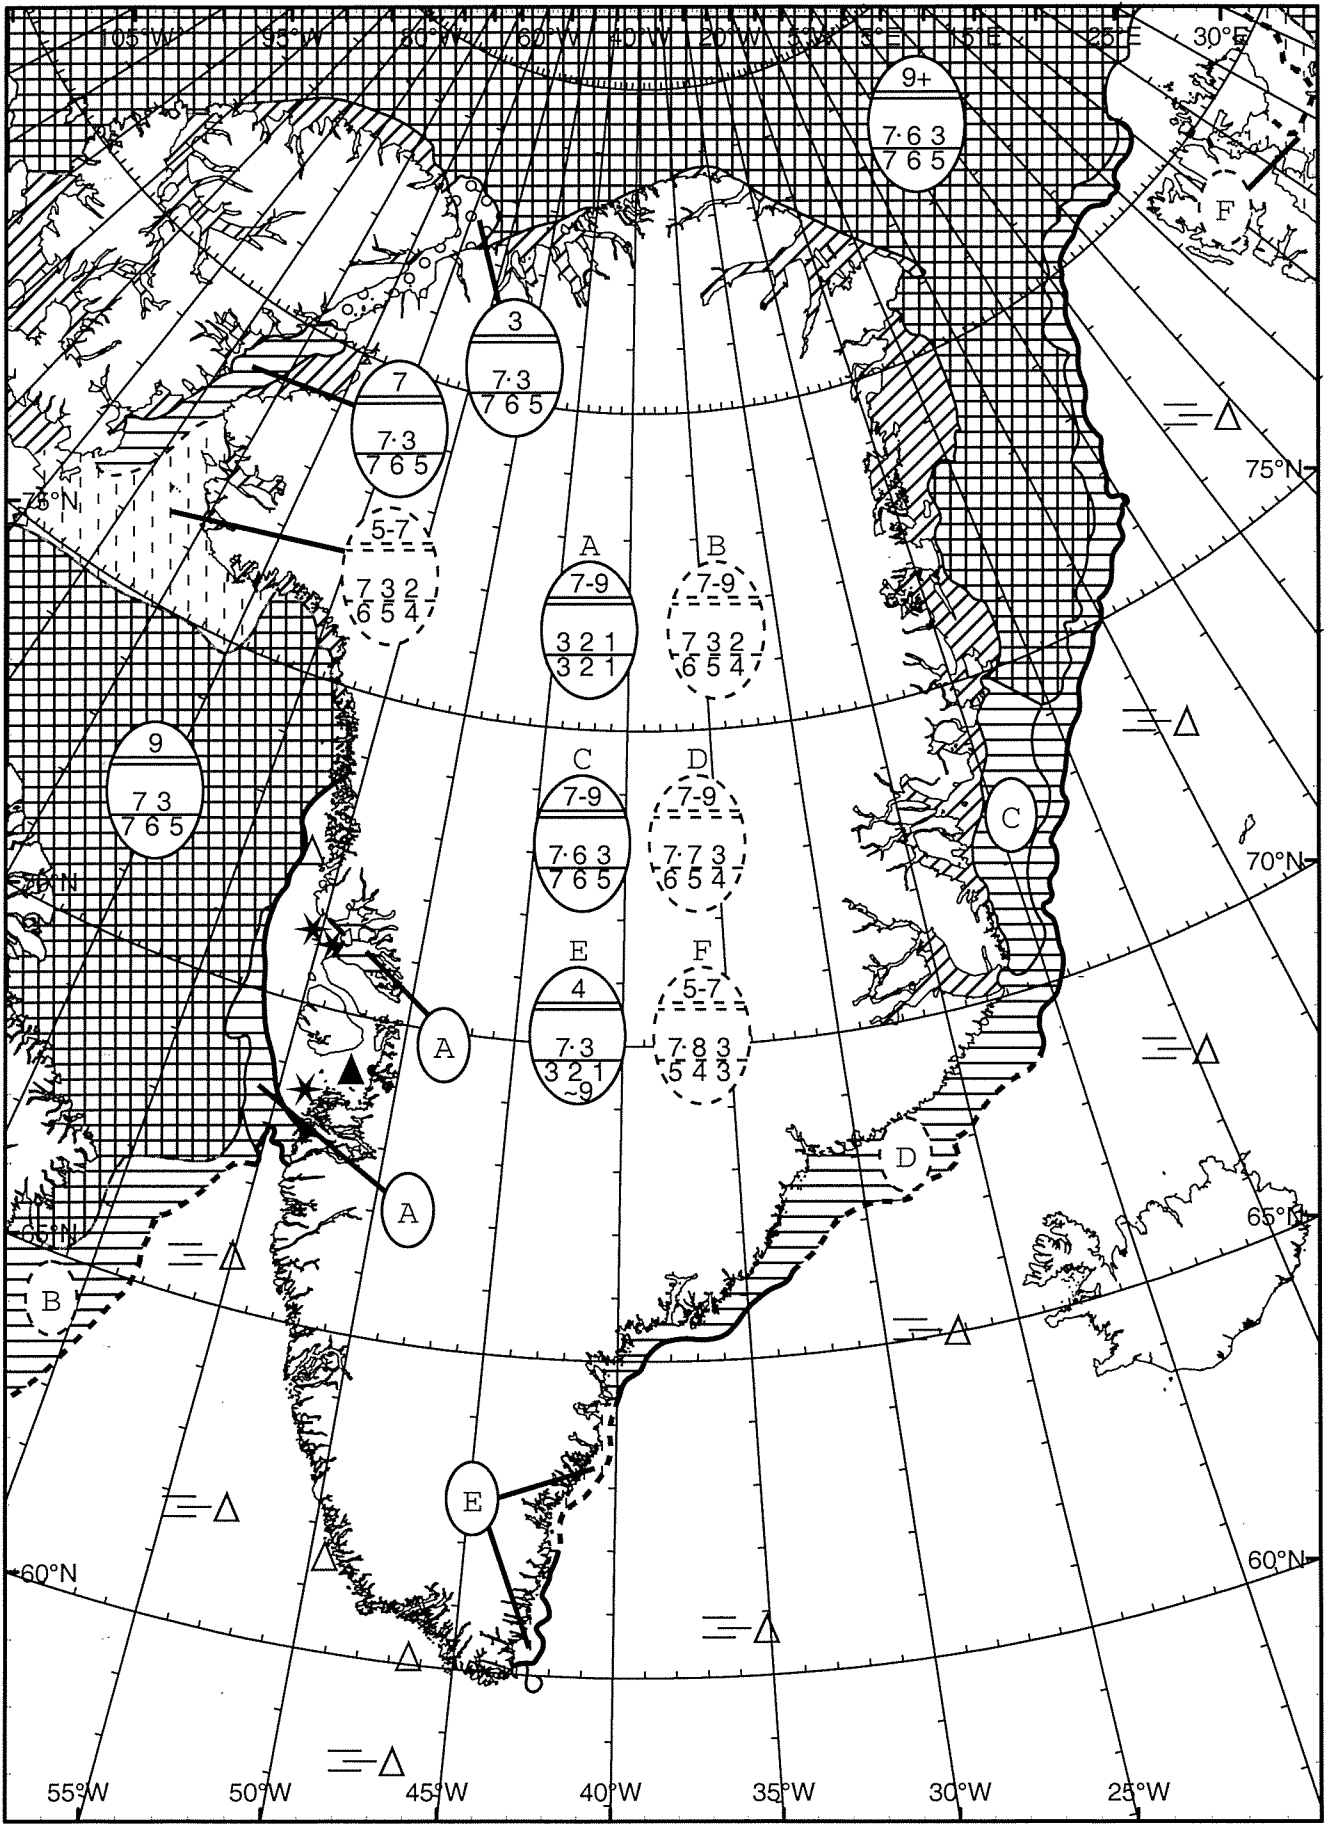 105°W 95°W 80°W 60°W 40°W 20°W 5°W 5°E 15°E 25°E 30°E
9+
7·6 3
7 6 5
F
3
7·3
7 6 5
7
7·3
7 6 5
75°N
75°N
5-7
7 3 2
6 5 4
A B
7-9 7-9
3 2 1 7 3 2
3 2 1 6 5 4
9
7 3
7 6 5
C D
7-9 7-9
7·6 3 7·7 3
7 6 5 6 5 4
C
70°N
70°N
E F
4 5-7
7·3 7·8 3
3 2 1 5 4 3
~9
A
D
A
65°N
65°N
B
E
60°N
60°N
55°W 50°W 45°W 40°W 35°W 30°W 25°W